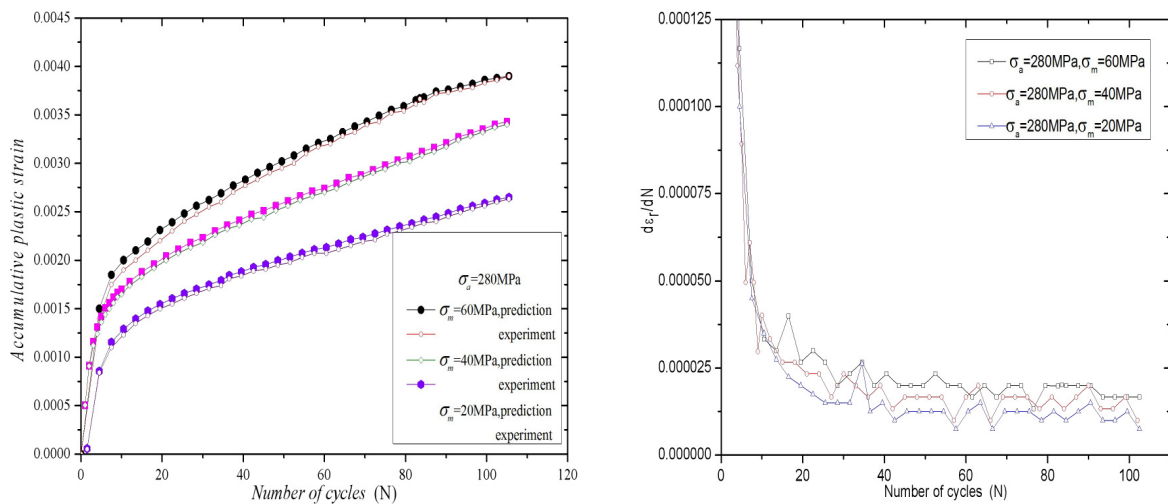 0.0045
0.0040
0.0035
0.0030
0.0025
0.0020
0.0015
0.0010
0.0005
0.0000
Accumulative plastic strain
0 20 40 60 80 100 120
Number of cycles (N)
σₐ=280MPa
σₘ=60MPa,prediction
experiment
σₘ=40MPa,prediction
experiment
σₘ=20MPa,prediction
experiment
0.000125
0.000100
0.000075
0.000050
0.000025
0.000000
dεᵣ/dN
0 20 40 60 80 100
Number of cycles (N)
σₐ=280MPa,σₘ=60MPa
σₐ=280MPa,σₘ=40MPa
σₐ=280MPa,σₘ=20MPa